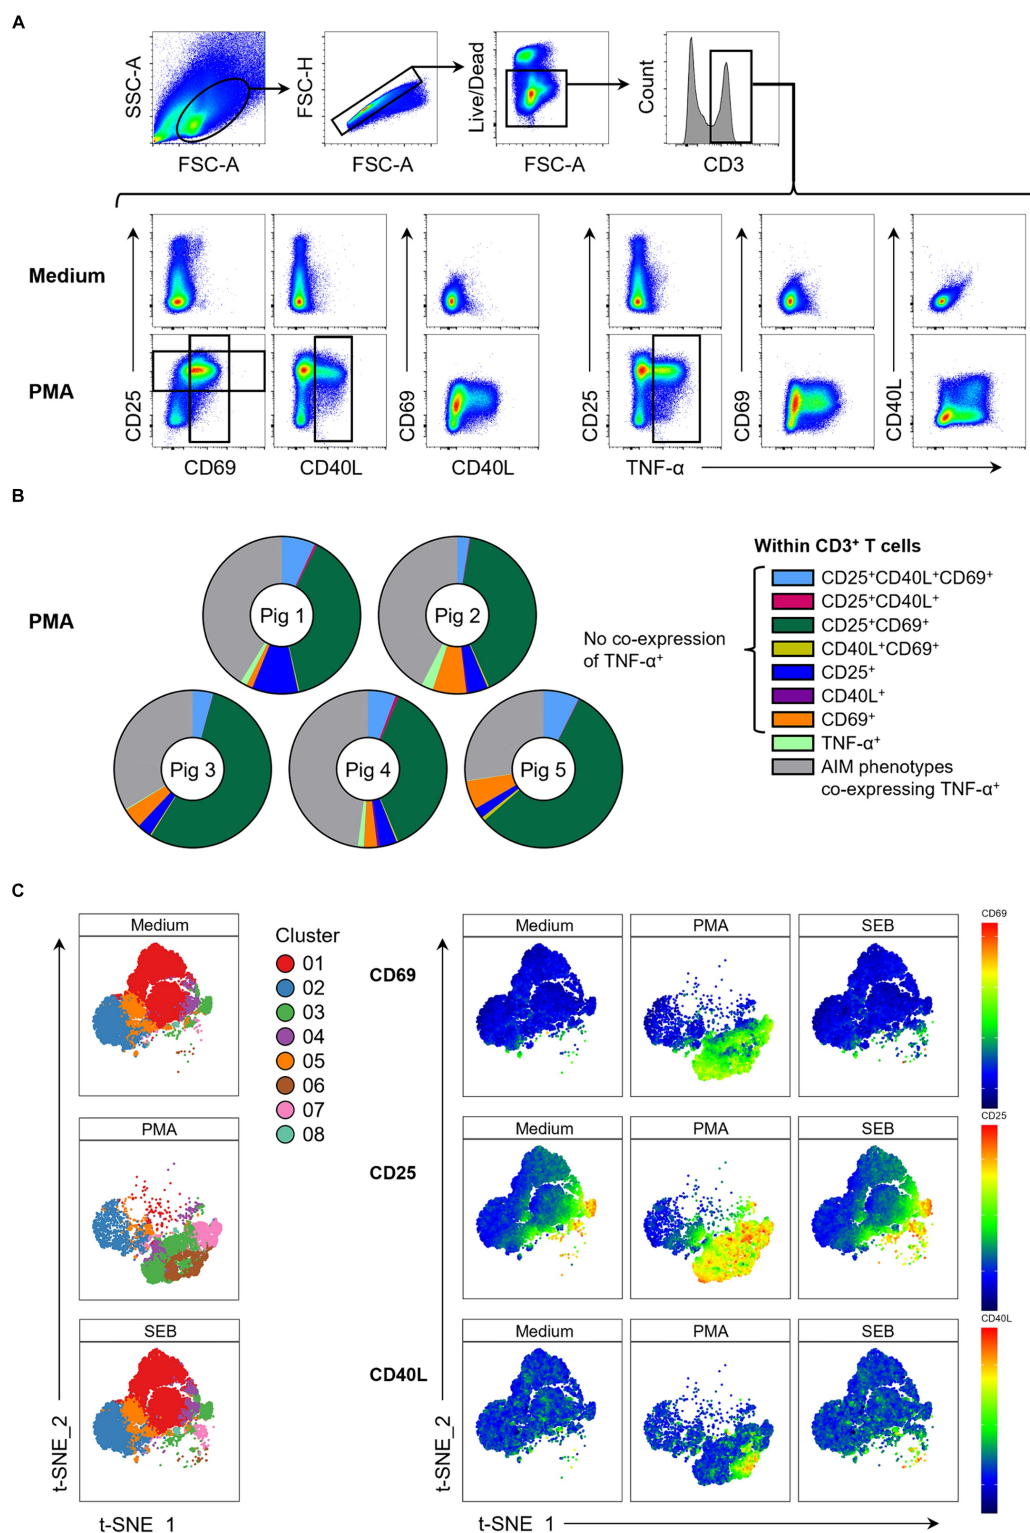 A
SSC-A
FSC-A
FSC-H
FSC-A
Live/Dead
FSC-A
Count
CD3
Medium
PMA
CD25
CD69
CD40L
CD69
CD40L
CD25
TNF-α
CD69
CD40L
B
PMA
Pig 1
Pig 2
Pig 3
Pig 4
Pig 5
No co-expression
of TNF-α⁺
Within CD3⁺ T cells
CD25⁺CD40L⁺CD69⁺
CD25⁺CD40L⁺
CD25⁺CD69⁺
CD40L⁺CD69⁺
CD25⁺
CD40L⁺
CD69⁺
TNF-α⁺
AIM phenotypes
co-expressing TNF-α⁺
C
Medium
PMA
SEB
t-SNE_2
t-SNE_1
Cluster
01
02
03
04
05
06
07
08
CD69
Medium
PMA
SEB
CD69
CD25
Medium
PMA
SEB
CD25
CD40L
Medium
PMA
SEB
CD40L
t-SNE_2
t-SNE_1